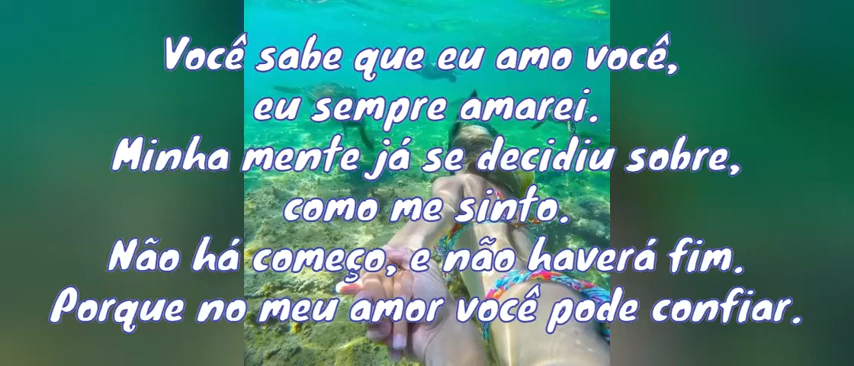 Você sabe que eu amo você,
eu sempre amarei.
Minha mente já se decidiu sobre,
como me sinto.
Não há começo, e não haverá fim.
Porque no meu amor você pode confiar.